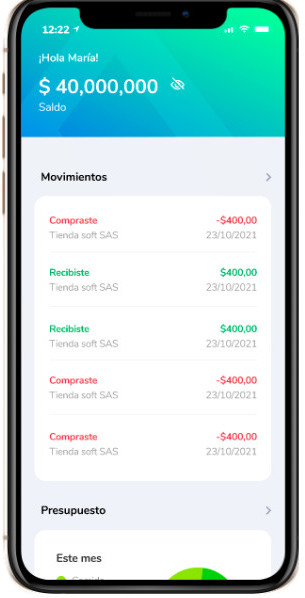 12:22
¡Hola María!
$ 40,000,000
Saldo
Movimientos
Compraste -$400,00
Tienda soft SAS 23/10/2021
Recibiste $400,00
Tienda soft SAS 23/10/2021
Recibiste $400,00
Tienda soft SAS 23/10/2021
Compraste -$400,00
Tienda soft SAS 23/10/2021
Compraste -$400,00
Tienda soft SAS 23/10/2021
Presupuesto
Este mes
Comida